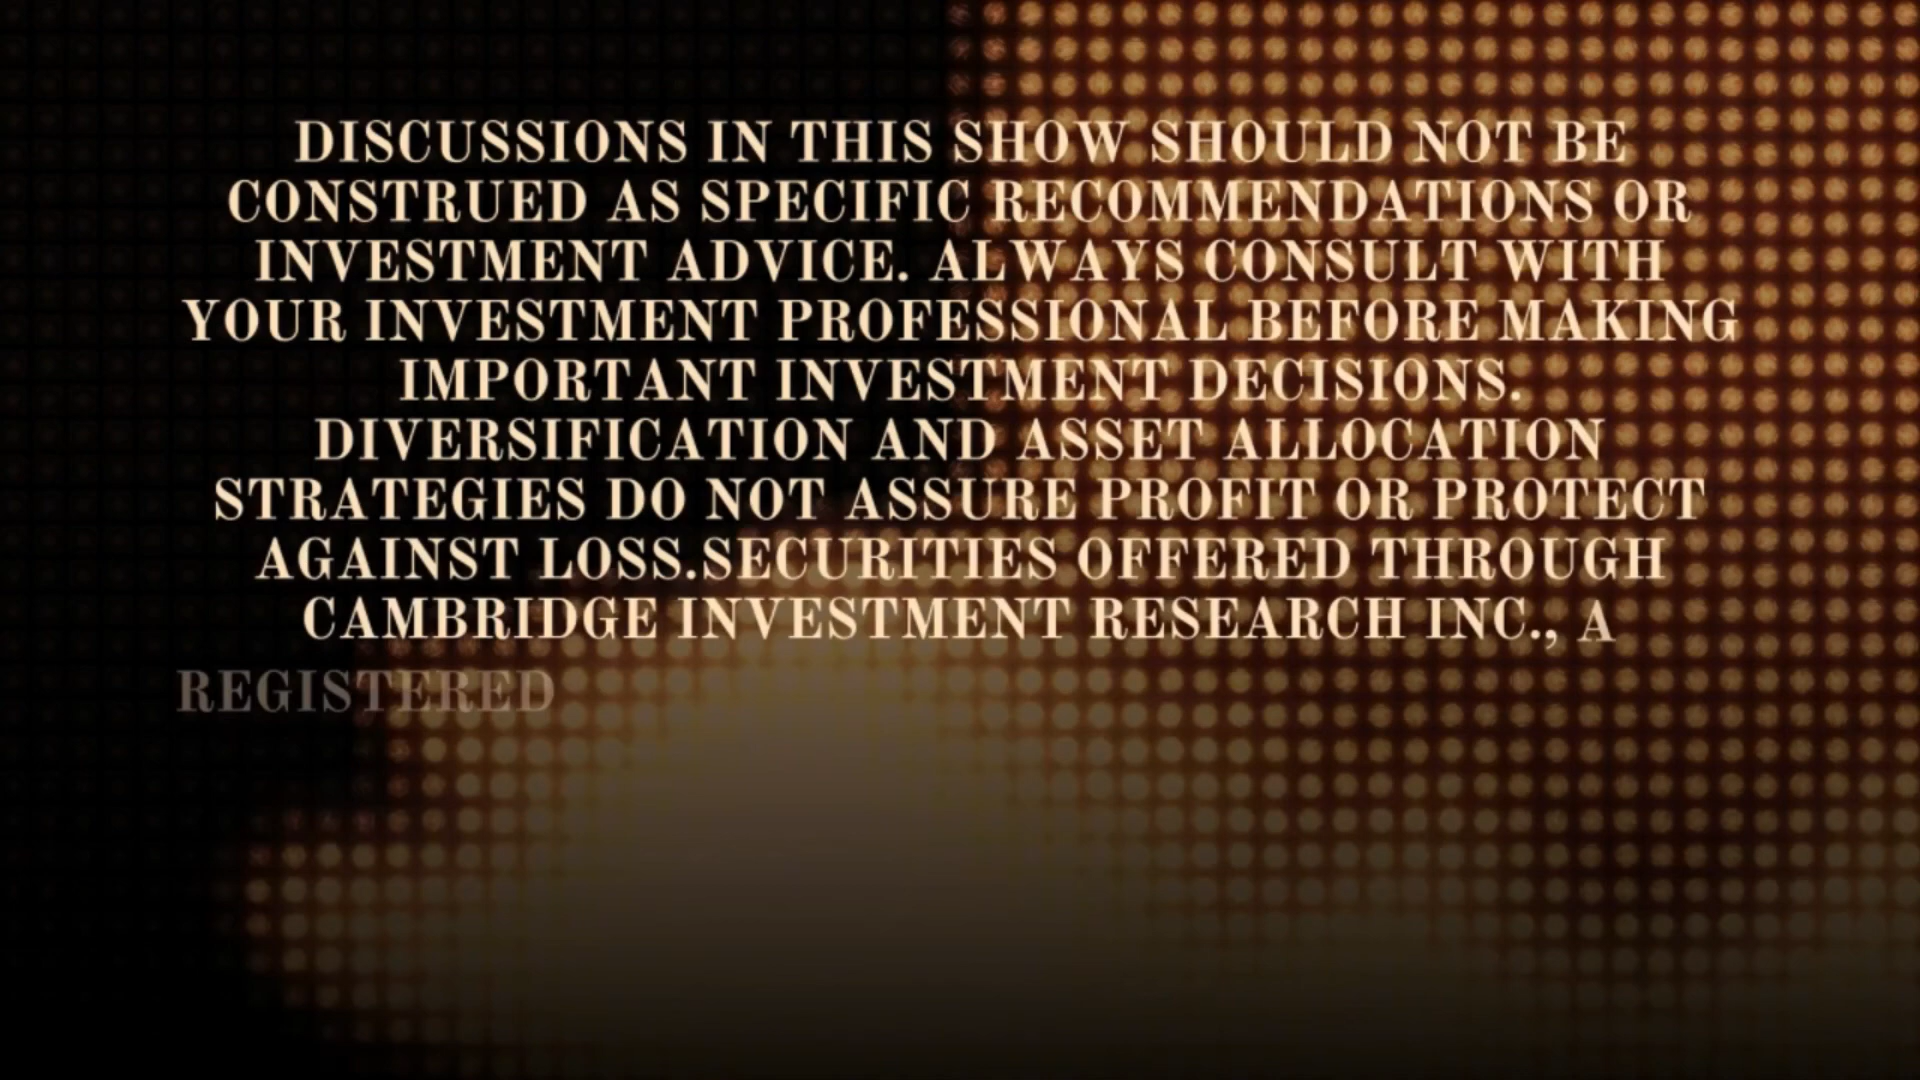 DISCUSSIONS IN THIS SHOW SHOULD NOT BE
CONSTRUED AS SPECIFIC RECOMMENDATIONS OR
INVESTMENT ADVICE. ALWAYS CONSULT WITH
YOUR INVESTMENT PROFESSIONAL BEFORE MAKING
IMPORTANT INVESTMENT DECISIONS.
DIVERSIFICATION AND ASSET ALLOCATION
STRATEGIES DO NOT ASSURE PROFIT OR PROTECT
AGAINST LOSS.SECURITIES OFFERED THROUGH
CAMBRIDGE INVESTMENT RESEARCH INC., A
REGISTERED